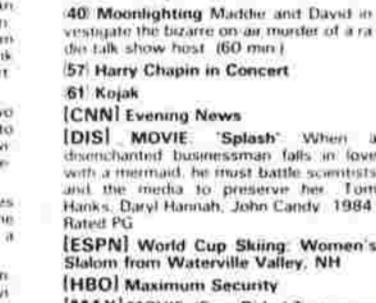 (40) Moonlighting Maddie and David in
vestigate the bizarre on air murder of a ra
dio talk show host (60 min )
(57) Harry Chapin in Concert
61 Kojak
[CNN] Evening News
[DIS] MOVIE: 'Splash' When a
disenchanted businessman falls in love
with a mermaid, he must battle scientists
and the media to preserve her Tom
Hanks, Daryl Hannah, John Candy 1984
Rated PG
[ESPN] World Cup Skiing: Women's
Slalom from Waterville Valley, NH
[HBO] Maximum Security